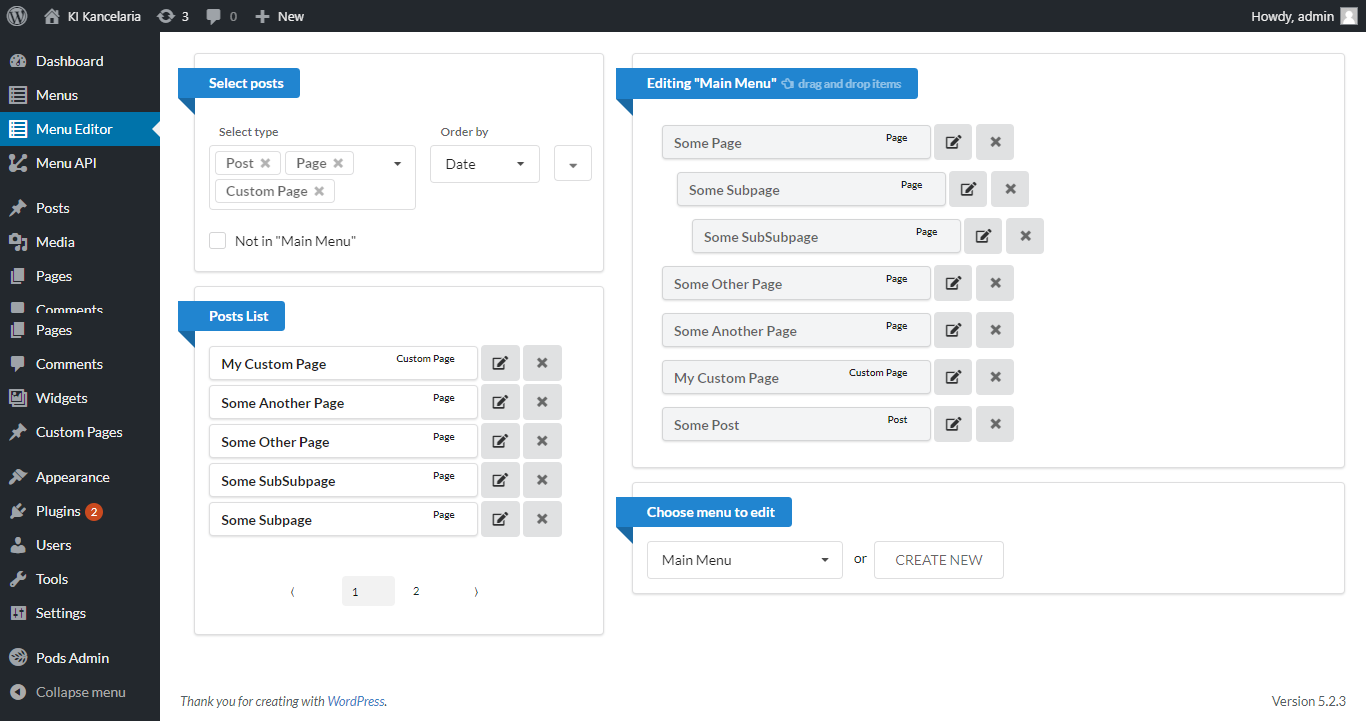 KI Kancelaria 3 0 New Howdy, admin
Dashboard
Menus
Menu Editor
Menu API
Posts
Media
Pages
Comments
Pages
Comments
Widgets
Custom Pages
Appearance
Plugins 2
Users
Tools
Settings
Pods Admin
Collapse menu
Select posts
Select type Order by
Post Page Date
Custom Page
Not in "Main Menu"
Posts List
My Custom Page Custom Page
Some Another Page Page
Some Other Page Page
Some SubSubpage Page
Some Subpage Page
⟨ 1 2 ⟩
Editing "Main Menu" drag and drop items
Some Page Page
Some Subpage Page
Some SubSubpage Page
Some Other Page Page
Some Another Page Page
My Custom Page Custom Page
Some Post Post
Choose menu to edit
Main Menu or CREATE NEW
Thank you for creating with WordPress. Version 5.2.3